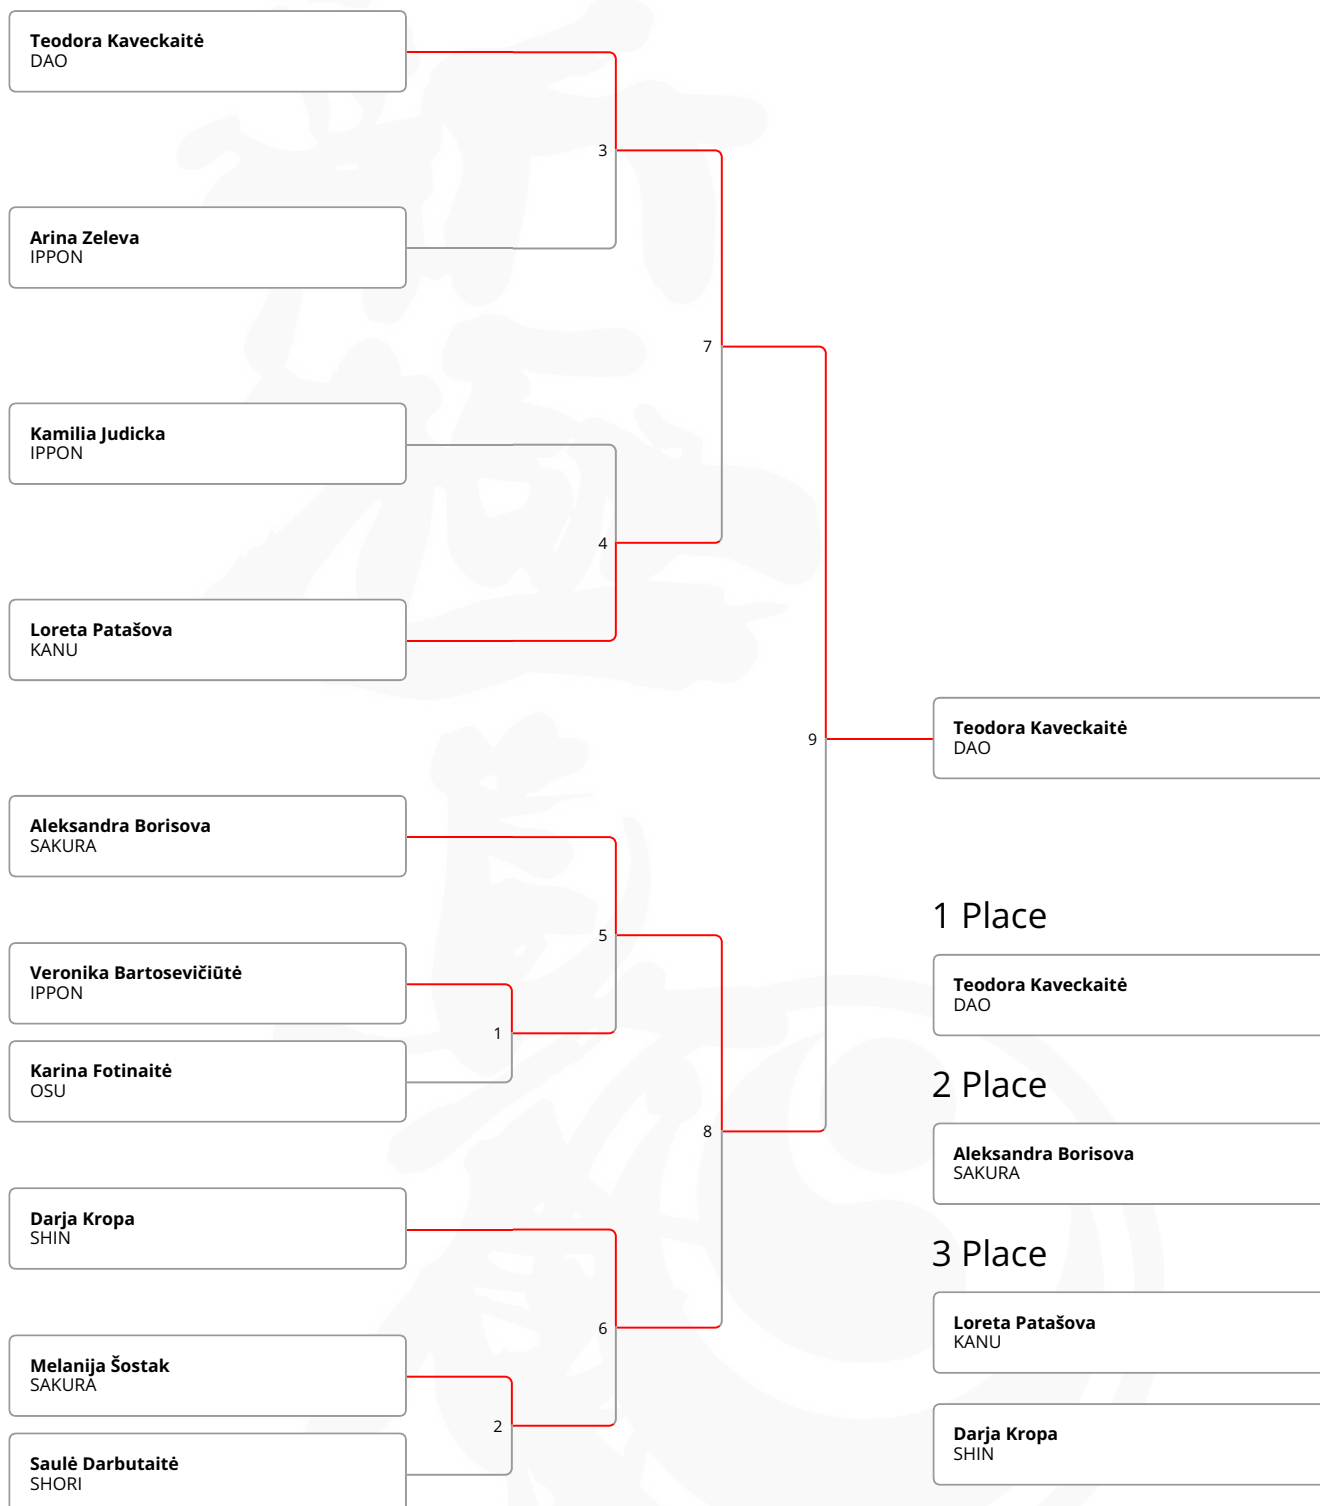 Teodora Kaveckaitė
DAO
3
Arina Zeleva
IPPON
7
Kamilia Judicka
IPPON
4
Loreta Patašova
KANU
Teodora Kaveckaitė
DAO
9
Aleksandra Borisova
SAKURA
1 Place
5
Veronika Bartosevičiūtė
IPPON
Teodora Kaveckaitė
DAO
1
Karina Fotinaitė
OSU
2 Place
8
Aleksandra Borisova
SAKURA
Darja Kropa
SHIN
3 Place
6
Loreta Patašova
KANU
Melanija Šostak
SAKURA
2
Darja Kropa
SHIN
Saulė Darbutaitė
SHORI